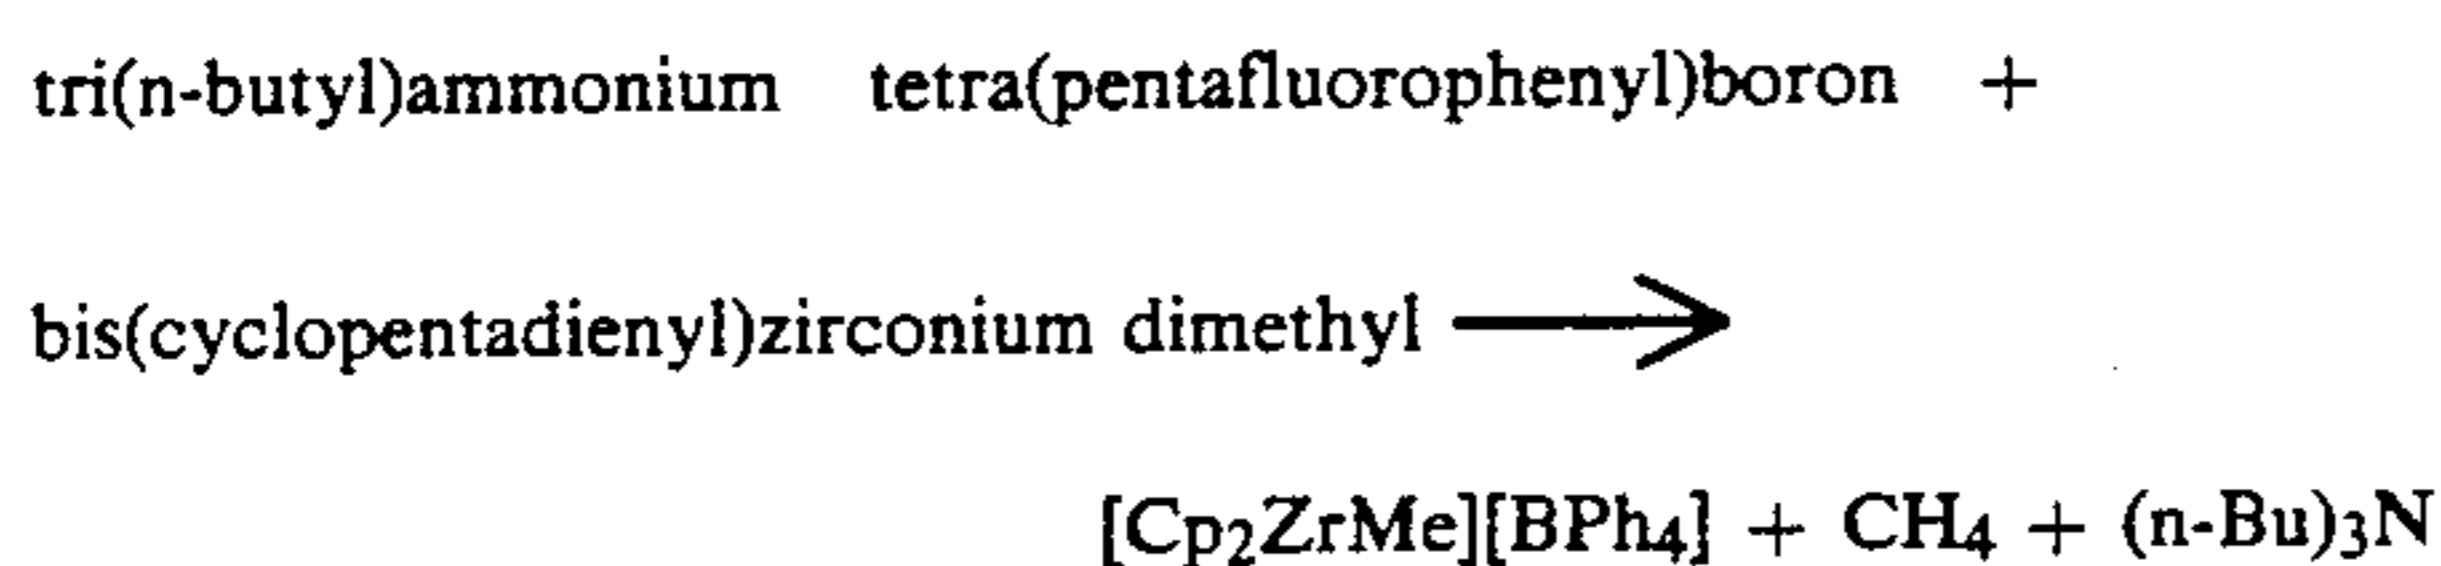 tri(n-butyl)ammonium tetra(pentafluorophenyl)boron +
bis(cyclopentadienyl)zirconium dimethyl ⟶
[Cp₂ZrMe][BPh₄] + CH₄ + (n-Bu)₃N